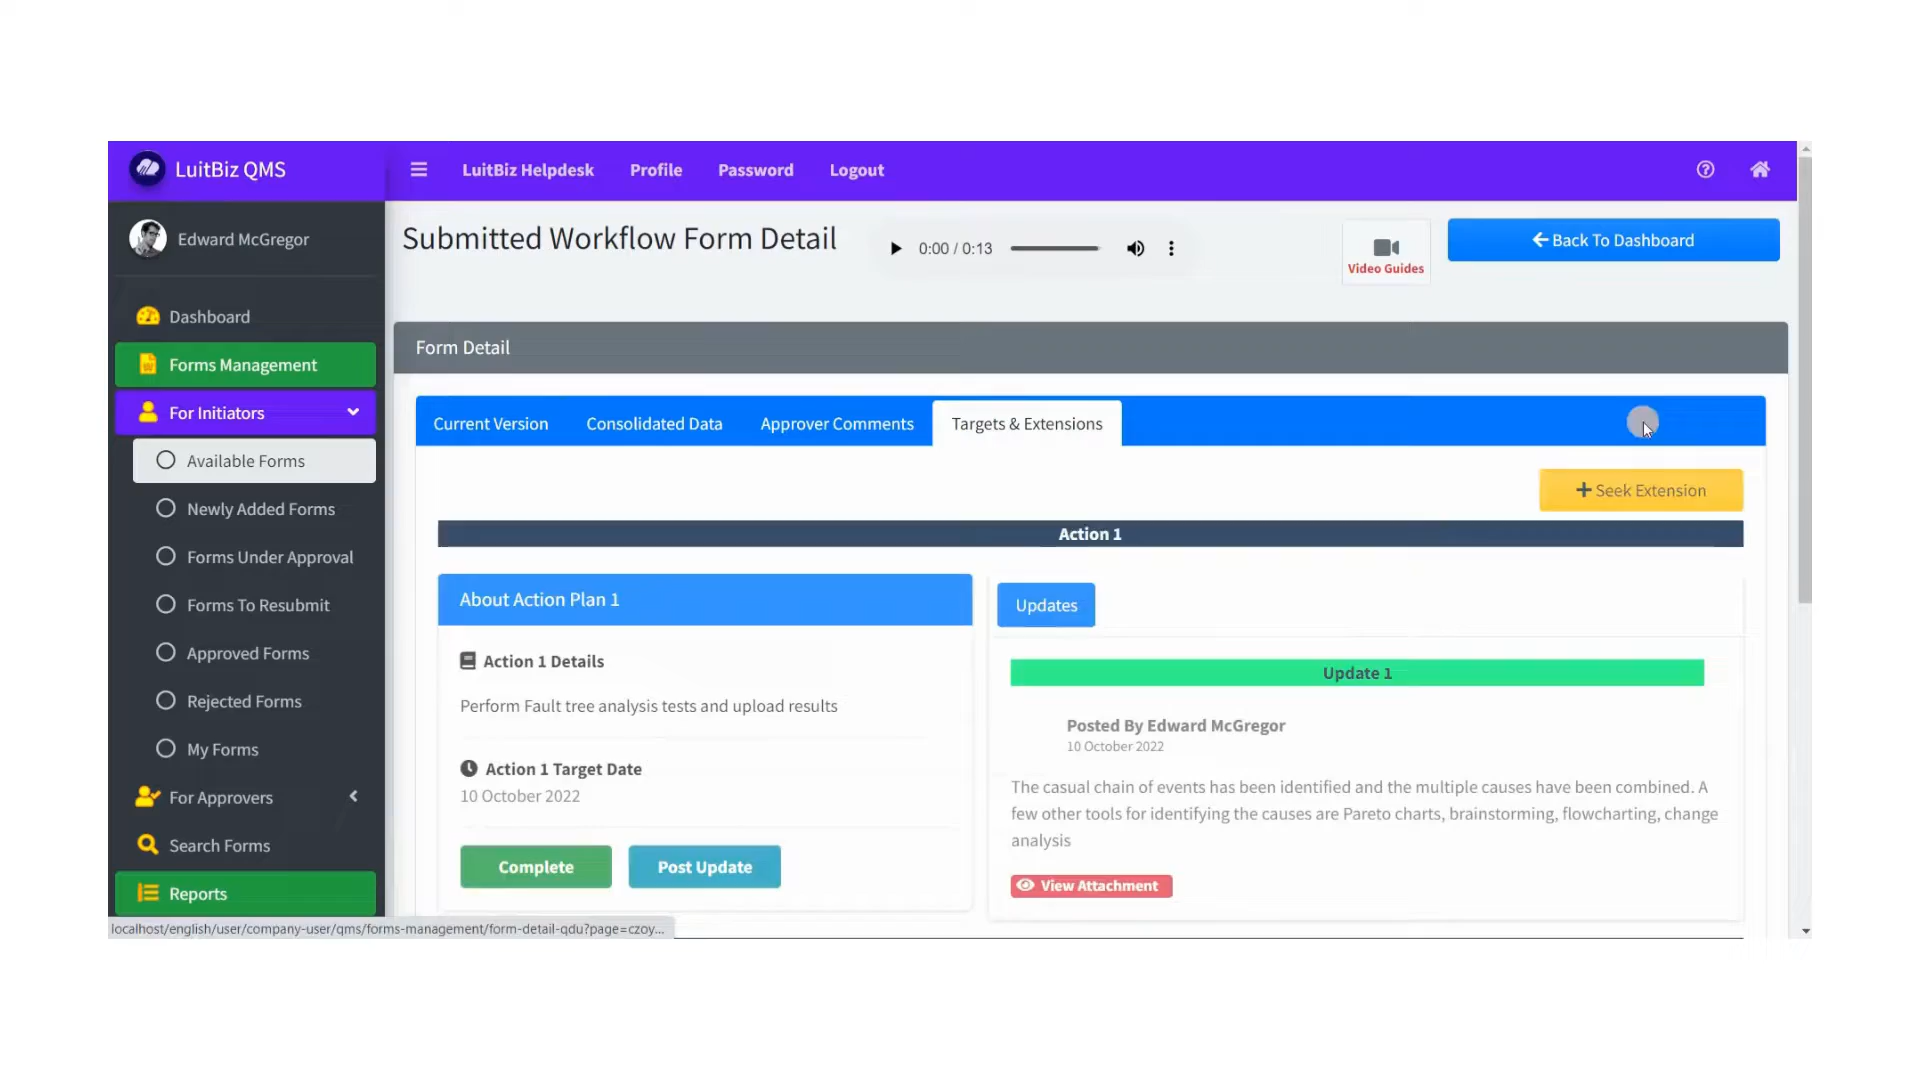 LuitBiz QMS
LuitBiz Helpdesk
Profile
Password
Logout
Edward McGregor
Dashboard
Forms Management
For Initiators
Available Forms
Newly Added Forms
Forms Under Approval
Forms To Resubmit
Approved Forms
Rejected Forms
My Forms
For Approvers
Search Forms
Reports
Submitted Workflow Form Detail
0:00 / 0:13
Video Guides
Back To Dashboard
Form Detail
Current Version
Consolidated Data
Approver Comments
Targets & Extensions
Seek Extension
Action 1
About Action Plan 1
Action 1 Details
Perform Fault tree analysis tests and upload results
Action 1 Target Date
10 October 2022
Complete
Post Update
Updates
Update 1
Posted By Edward McGregor
10 October 2022
The casual chain of events has been identified and the multiple causes have been combined. A
few other tools for identifying the causes are Pareto charts, brainstorming, flowcharting, change
analysis
View Attachment
localhost/english/user/company-user/qms/forms-management/form-detail-qdu?page=czoy...